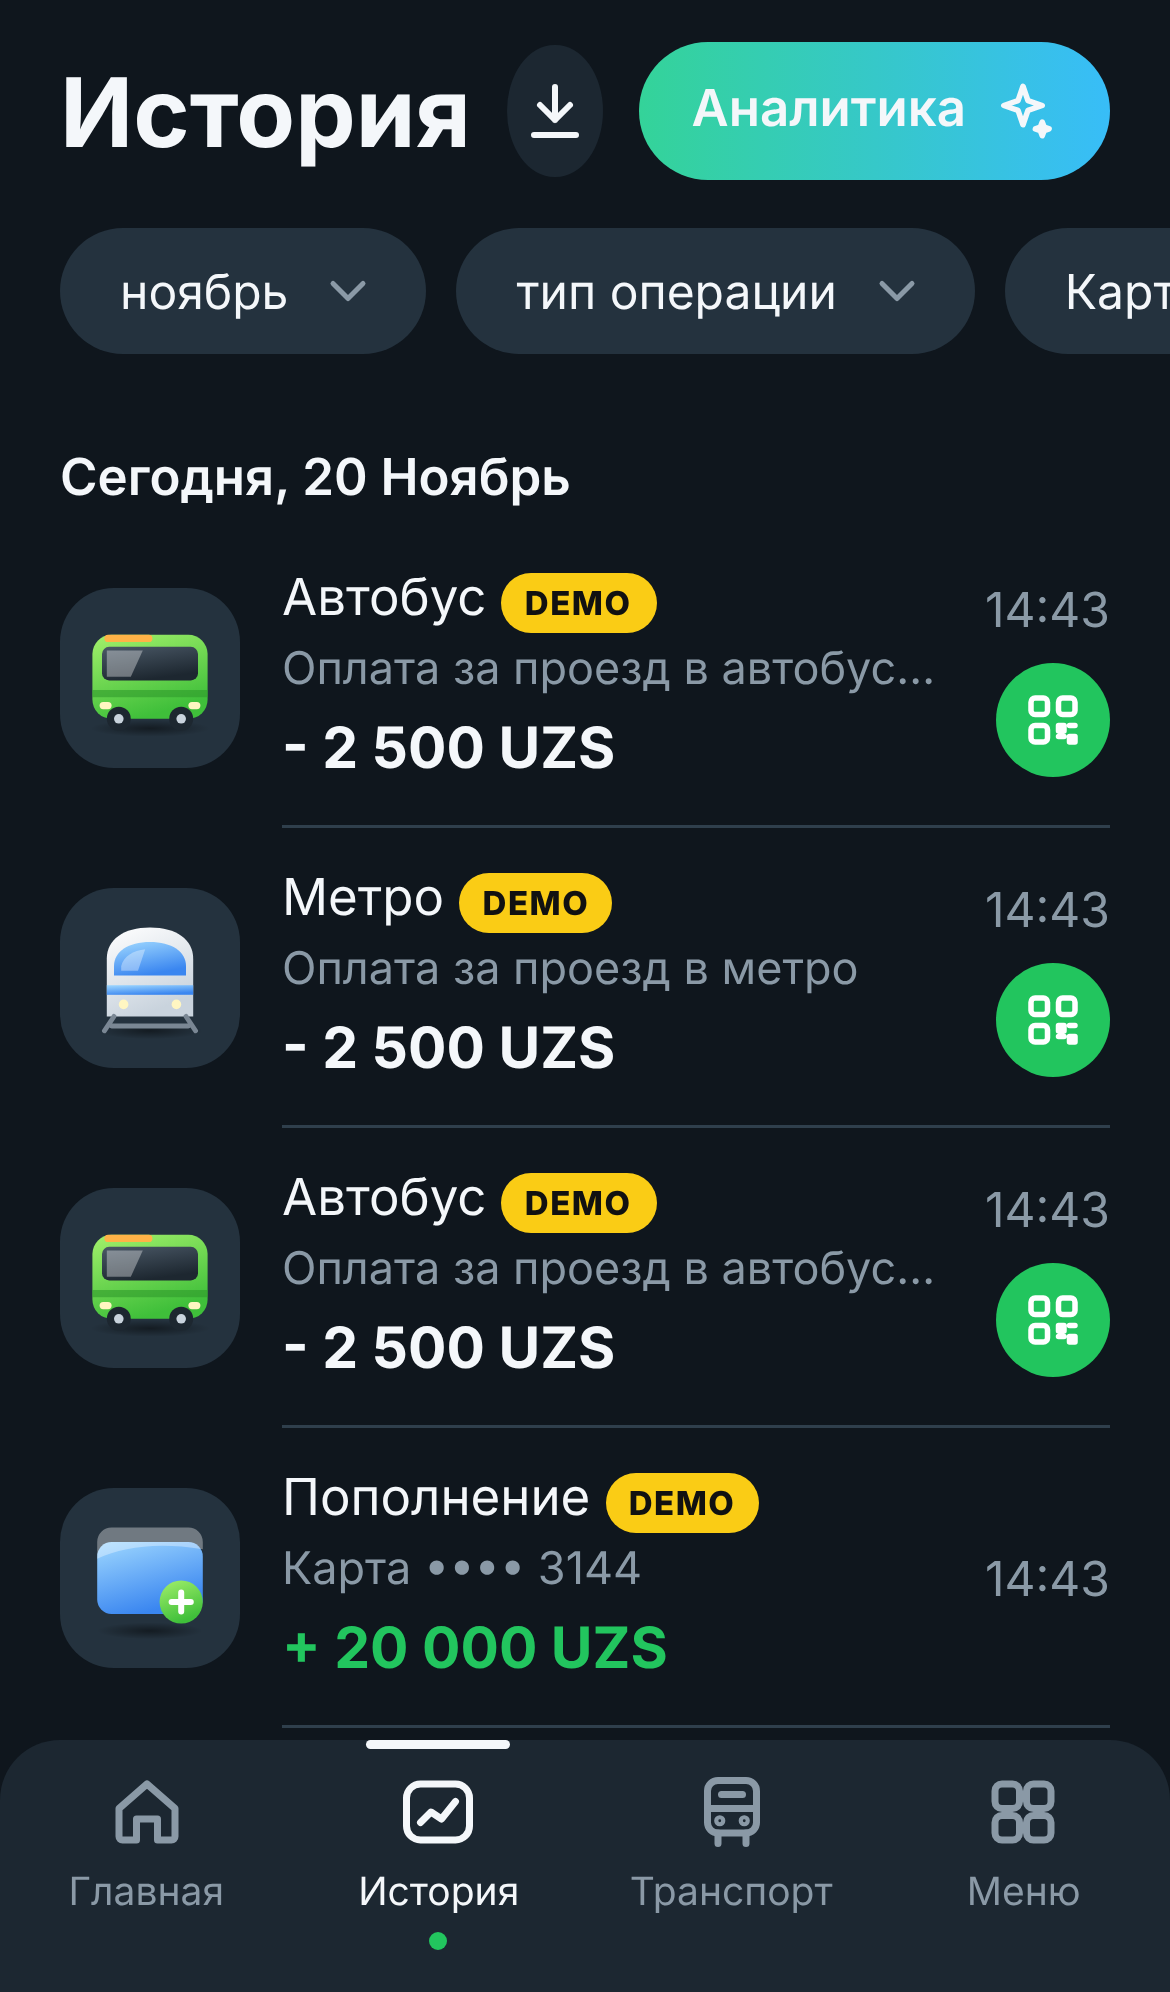 История
Аналитика
ноябрь
тип операции
Карт
Сегодня, 20 Ноябрь
Автобус DEMO
14:43
Оплата за проезд в автобус...
- 2 500 UZS
Метро DEMO
14:43
Оплата за проезд в метро
- 2 500 UZS
Автобус DEMO
14:43
Оплата за проезд в автобус...
- 2 500 UZS
Пополнение DEMO
Карта •••• 3144
14:43
+ 20 000 UZS
Главная
История
Транспорт
Меню